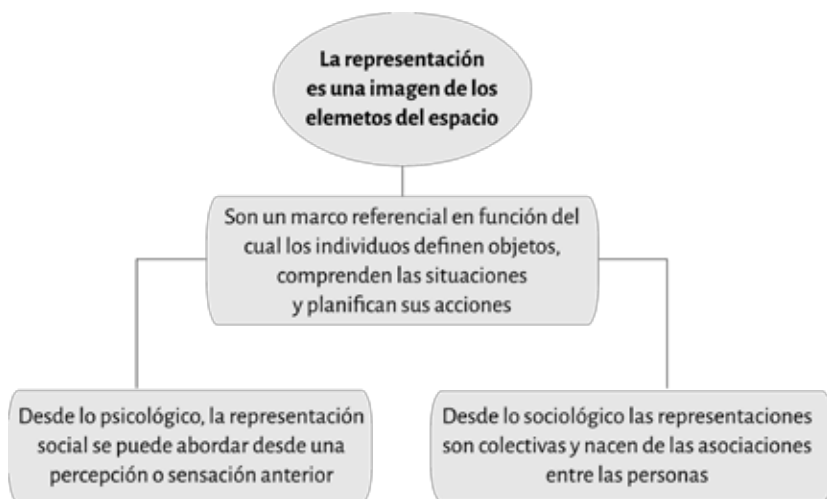 La representación
es una imagen de los
elemetos del espacio
Son un marco referencial en función del
cual los individuos definen objetos,
comprenden las situaciones
y planifican sus acciones
Desde lo psicológico, la representación
social se puede abordar desde una
percepción o sensación anterior
Desde lo sociológico las representaciones
son colectivas y nacen de las asociaciones
entre las personas